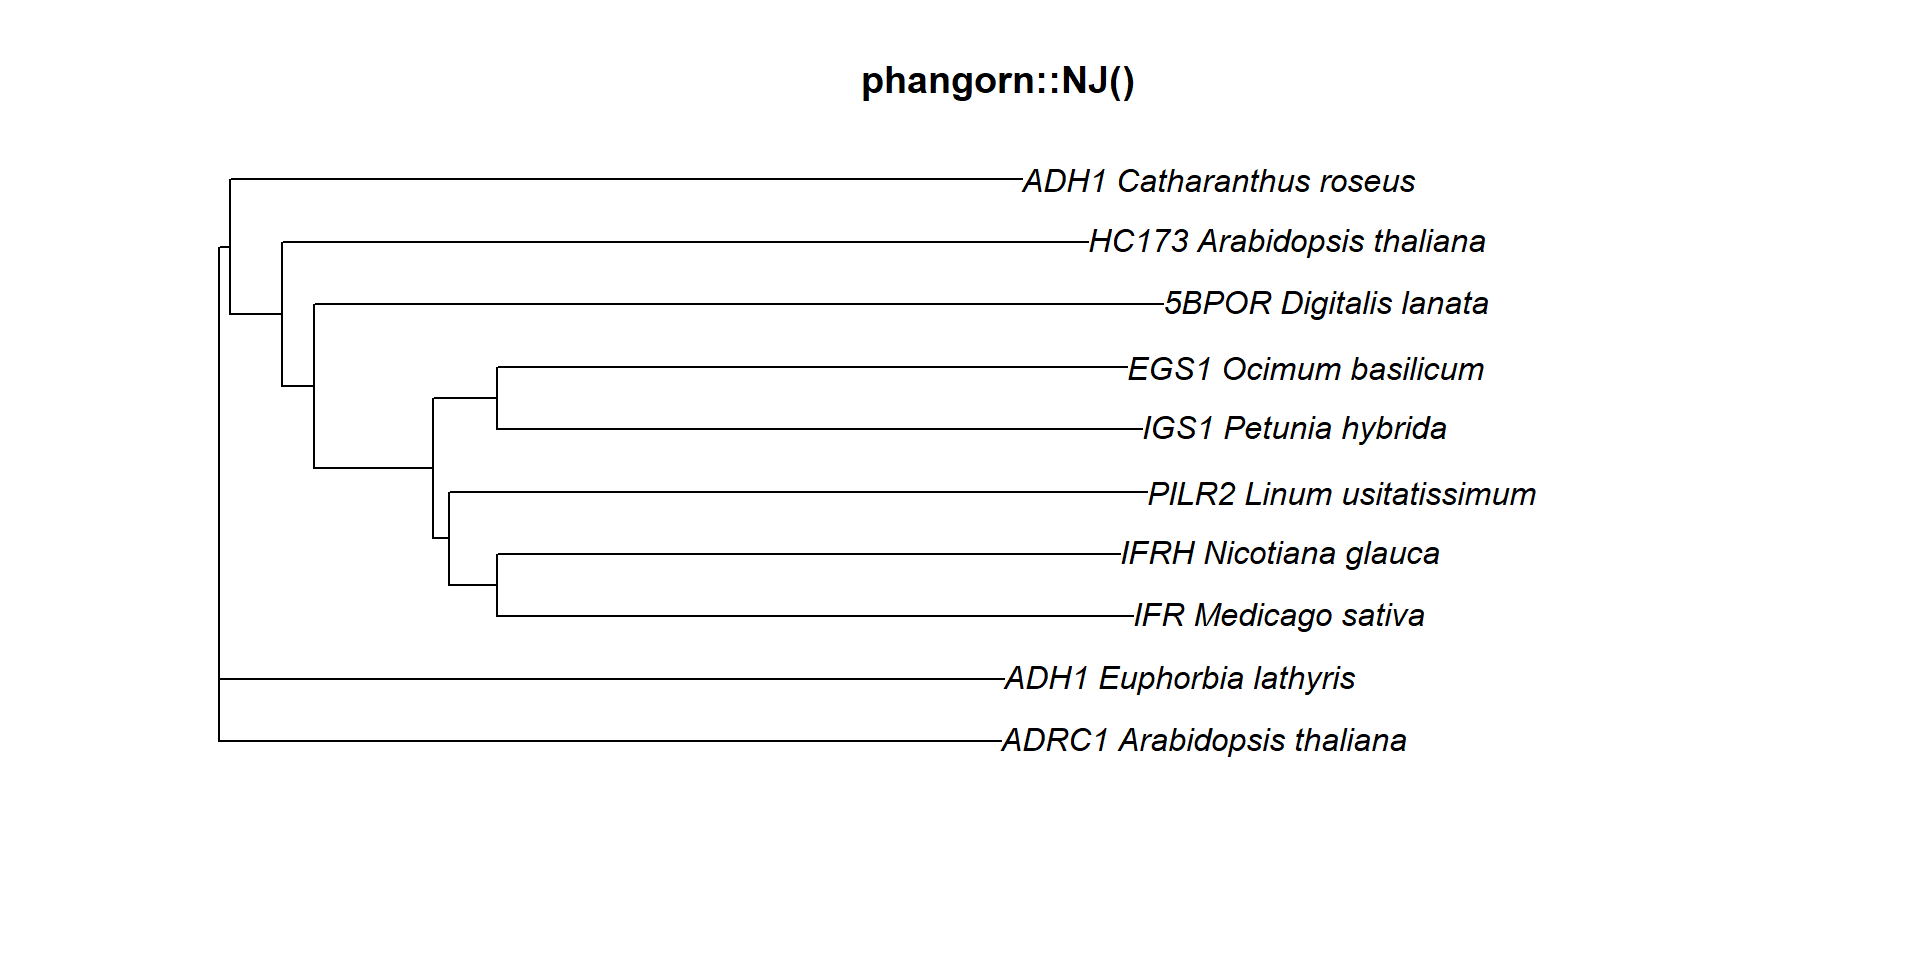 phangorn::NJ()
ADH1 Catharanthus roseus
HC173 Arabidopsis thaliana
5BPOR Digitalis lanata
EGS1 Ocimum basilicum
IGS1 Petunia hybrida
PILR2 Linum usitatissimum
IFRH Nicotiana glauca
IFR Medicago sativa
ADH1 Euphorbia lathyris
ADRC1 Arabidopsis thaliana